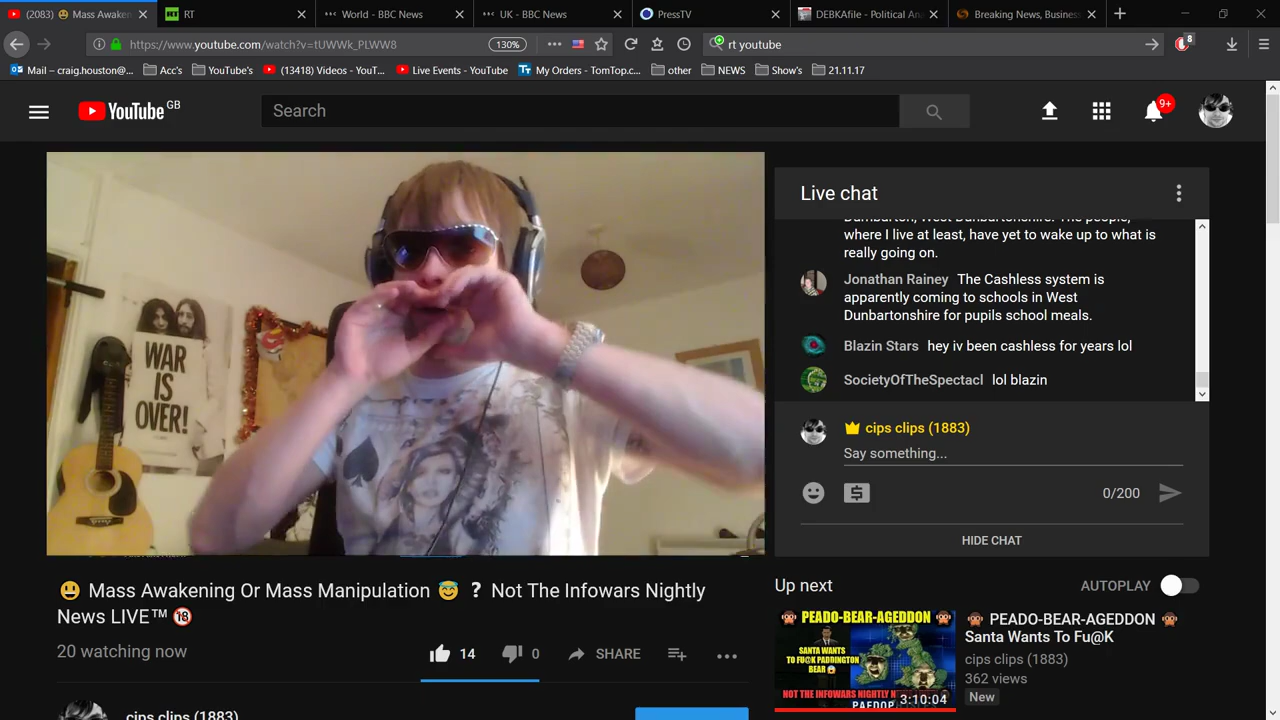 (2083) 😃 Mass Awaken
RT
World - BBC News
UK - BBC News
PressTV
DEBKAfile - Political An
Breaking News, Business
https://www.youtube.com/watch?v=tUWWk_PLWW8
130%
rt youtube
8
Mail – craig.houston@...
Acc's
YouTube's
(13418) Videos - YouT...
Live Events - YouTube
My Orders - TomTop.c...
other
NEWS
Show's
21.11.17
YouTube GB
Search
9+
WAR
IS
OVER!
Live chat
Dumbarton, West Dunbartonshire. The people,
where I live at least, have yet to wake up to what is
really going on.
Jonathan Rainey The Cashless system is
apparently coming to schools in West
Dunbartonshire for pupils school meals.
Blazin Stars hey iv been cashless for years lol
SocietyOfTheSpectacl lol blazin
cips clips (1883)
Say something...
0/200
HIDE CHAT
😃 Mass Awakening Or Mass Manipulation 😇 ❓ Not The Infowars Nightly
News LIVE™ 🔞
20 watching now
14
0
SHARE
cips clips (1883)
Up next
AUTOPLAY
PEADO-BEAR-AGEDDON
SANTA WANTS
TO FU@K PADDINGTON
BEAR
NOT THE INFOWARS NIGHTLY N
3:10:04
🙊 PEADO-BEAR-AGEDDON 🙊
Santa Wants To Fu@K
cips clips (1883)
362 views
New